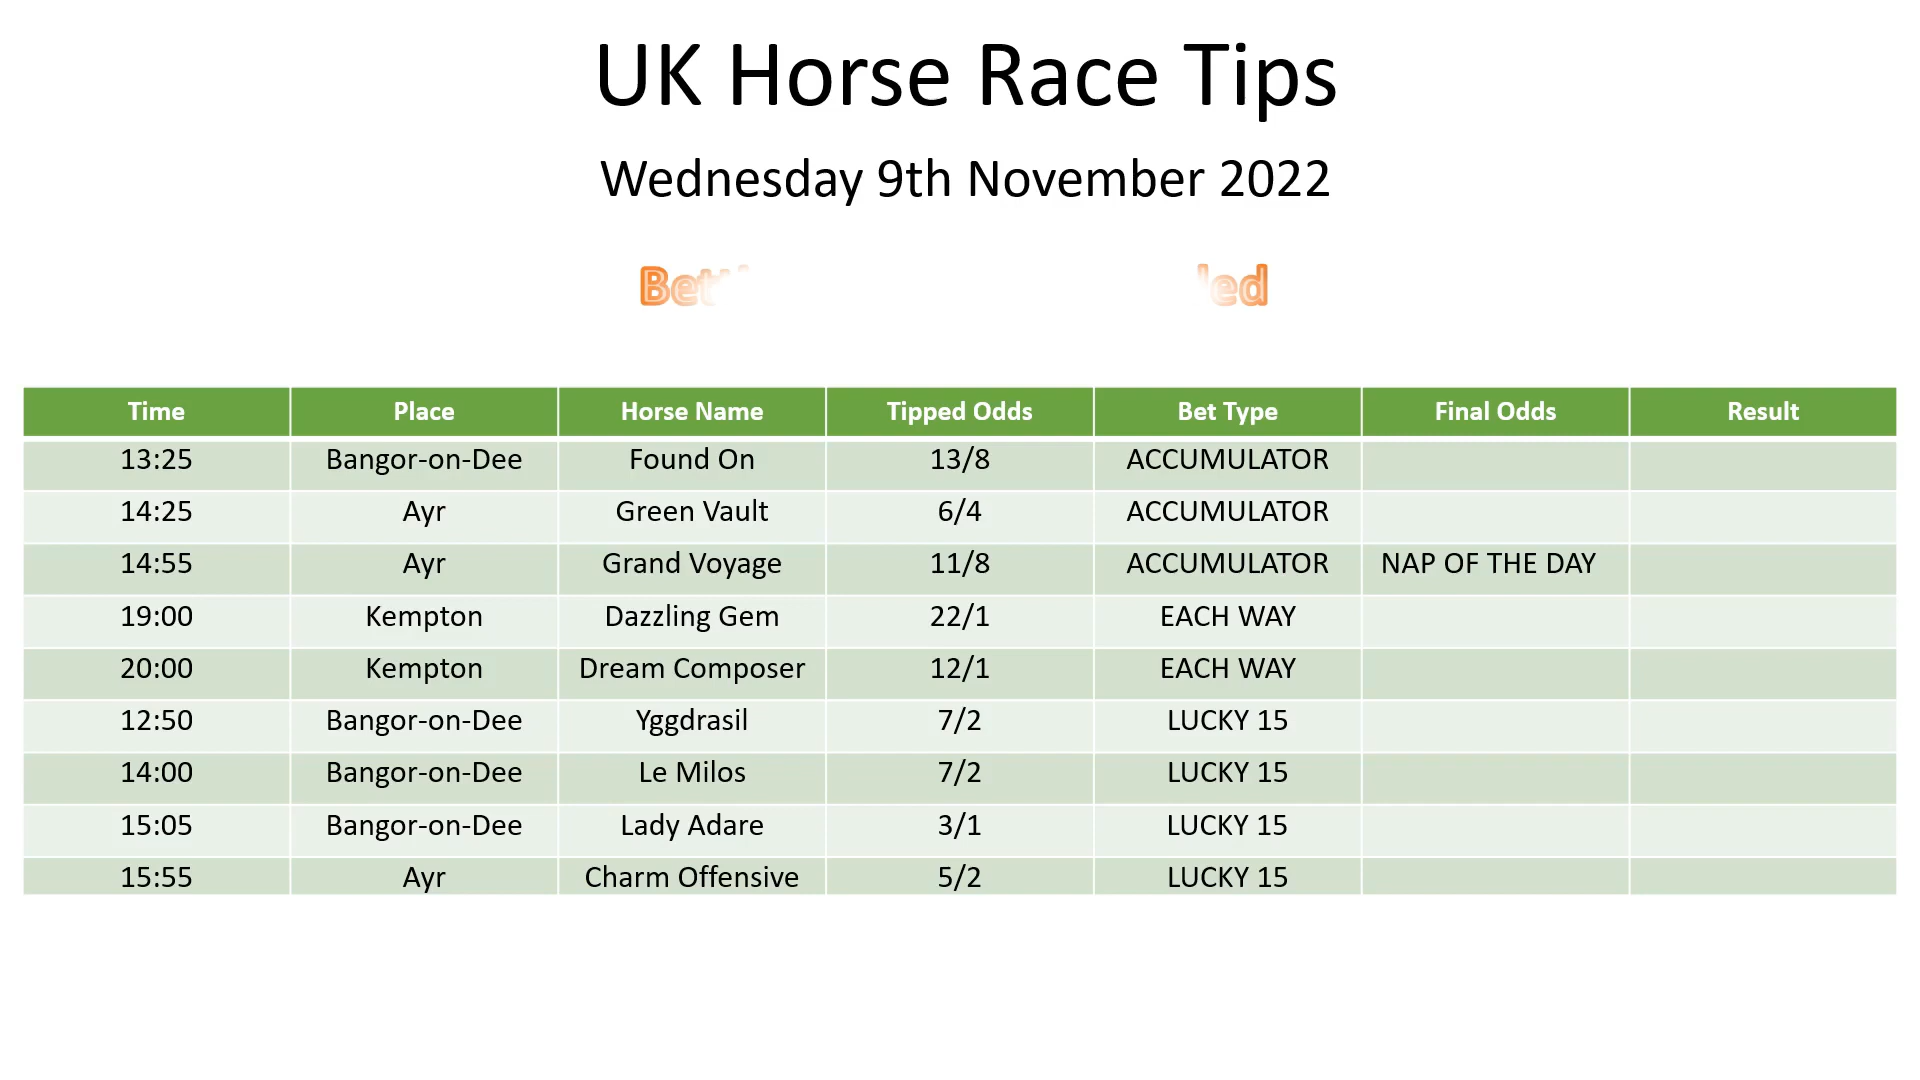 UK Horse Race Tips
Wednesday 9th November 2022
Time Place Horse Name Tipped Odds Bet Type Final Odds Result
13:25 Bangor-on-Dee Found On 13/8 ACCUMULATOR
14:25 Ayr Green Vault 6/4 ACCUMULATOR
14:55 Ayr Grand Voyage 11/8 ACCUMULATOR NAP OF THE DAY
19:00 Kempton Dazzling Gem 22/1 EACH WAY
20:00 Kempton Dream Composer 12/1 EACH WAY
12:50 Bangor-on-Dee Yggdrasil 7/2 LUCKY 15
14:00 Bangor-on-Dee Le Milos 7/2 LUCKY 15
15:05 Bangor-on-Dee Lady Adare 3/1 LUCKY 15
15:55 Ayr Charm Offensive 5/2 LUCKY 15